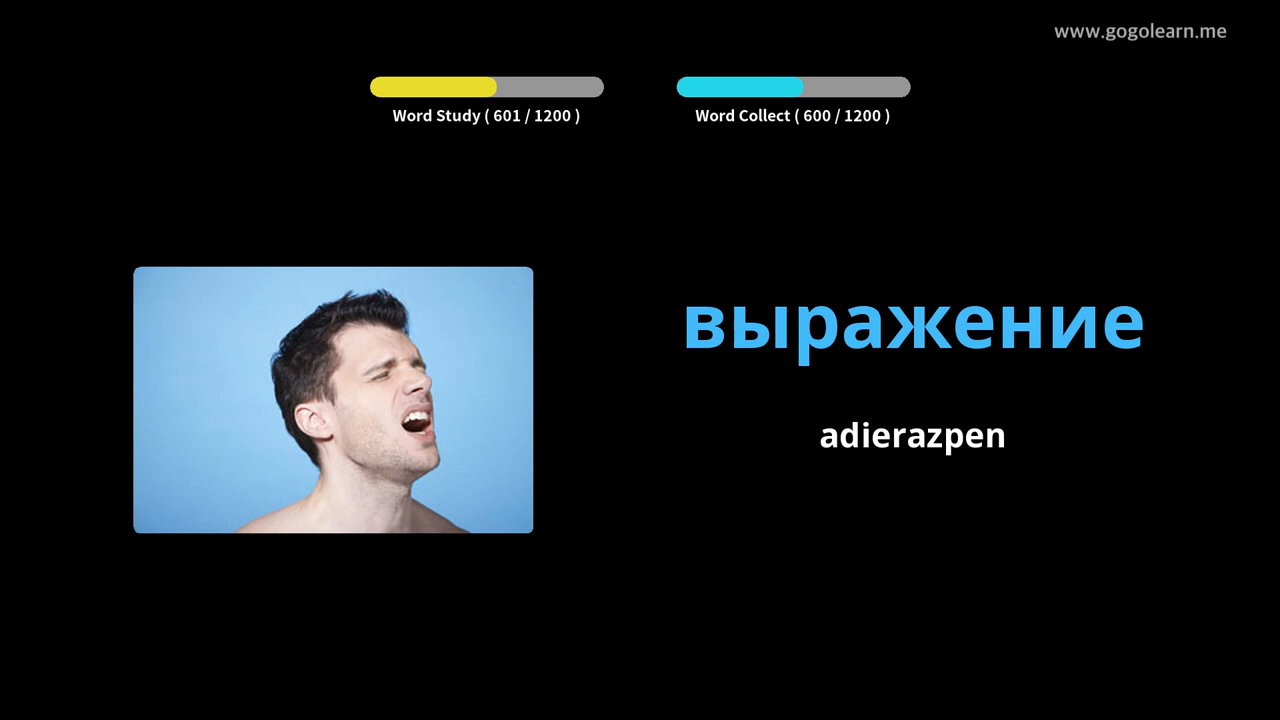 www.gogolearn.me
Word Study ( 601 / 1200 )
Word Collect ( 600 / 1200 )
выражение
adierazpen